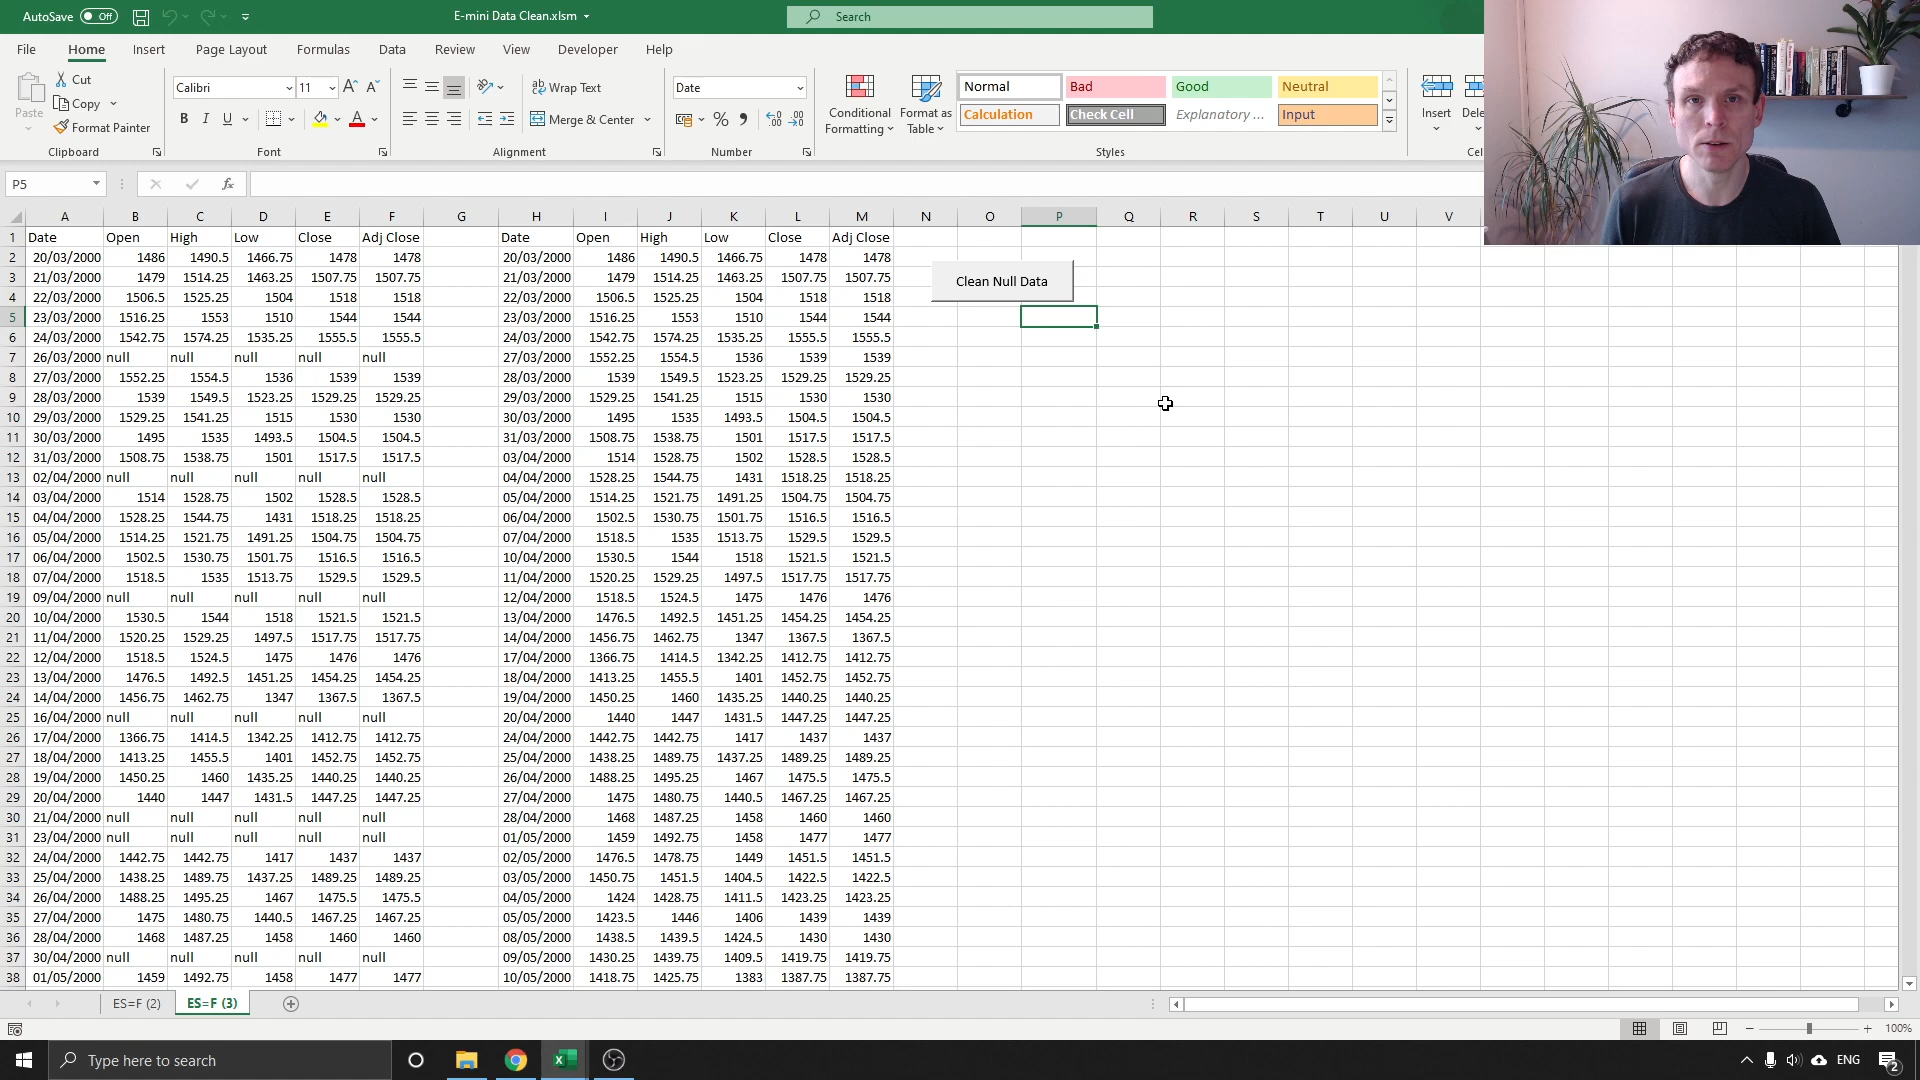 AutoSave Off E-mini Data Clean.xlsm Search
File Home Insert Page Layout Formulas Data Review View Developer Help
Paste Cut Copy Format Painter
Calibri 11 Wrap Text Merge & Center Date
Conditional Formatting Format as Table Normal Bad Good Neutral
Calculation Check Cell Explanatory ... Input Insert Dele
Clipboard Font Alignment Number Styles Cel
P5 fx
A B C D E F G H I J K L M N O P Q R S T U V
1 Date Open High Low Close Adj Close Date Open High Low Close Adj Close
2 20/03/2000 1486 1490.5 1466.75 1478 1478 20/03/2000 1486 1490.5 1466.75 1478 1478
3 21/03/2000 1479 1514.25 1463.25 1507.75 1507.75 21/03/2000 1479 1514.25 1463.25 1507.75 1507.75 Clean Null Data
4 22/03/2000 1506.5 1525.25 1504 1518 1518 22/03/2000 1506.5 1525.25 1504 1518 1518
5 23/03/2000 1516.25 1553 1510 1544 1544 23/03/2000 1516.25 1553 1510 1544 1544
6 24/03/2000 1542.75 1574.25 1535.25 1555.5 1555.5 24/03/2000 1542.75 1574.25 1535.25 1555.5 1555.5
7 26/03/2000 null null null null null 27/03/2000 1552.25 1554.5 1536 1539 1539
8 27/03/2000 1552.25 1554.5 1536 1539 1539 28/03/2000 1539 1549.5 1523.25 1529.25 1529.25
9 28/03/2000 1539 1549.5 1523.25 1529.25 1529.25 29/03/2000 1529.25 1541.25 1515 1530 1530
10 29/03/2000 1529.25 1541.25 1515 1530 1530 30/03/2000 1495 1535 1493.5 1504.5 1504.5
11 30/03/2000 1495 1535 1493.5 1504.5 1504.5 31/03/2000 1508.75 1538.75 1501 1517.5 1517.5
12 31/03/2000 1508.75 1538.75 1501 1517.5 1517.5 03/04/2000 1514 1528.75 1502 1528.5 1528.5
13 02/04/2000 null null null null null 04/04/2000 1528.25 1544.75 1431 1518.25 1518.25
14 03/04/2000 1514 1528.75 1502 1528.5 1528.5 05/04/2000 1514.25 1521.75 1491.25 1504.75 1504.75
15 04/04/2000 1528.25 1544.75 1431 1518.25 1518.25 06/04/2000 1502.5 1530.75 1501.75 1516.5 1516.5
16 05/04/2000 1514.25 1521.75 1491.25 1504.75 1504.75 07/04/2000 1518.5 1535 1513.75 1529.5 1529.5
17 06/04/2000 1502.5 1530.75 1501.75 1516.5 1516.5 10/04/2000 1530.5 1544 1518 1521.5 1521.5
18 07/04/2000 1518.5 1535 1513.75 1529.5 1529.5 11/04/2000 1520.25 1529.25 1497.5 1517.75 1517.75
19 09/04/2000 null null null null null 12/04/2000 1518.5 1524.5 1475 1476 1476
20 10/04/2000 1530.5 1544 1518 1521.5 1521.5 13/04/2000 1476.5 1492.5 1451.25 1454.25 1454.25
21 11/04/2000 1520.25 1529.25 1497.5 1517.75 1517.75 14/04/2000 1456.75 1462.75 1347 1367.5 1367.5
22 12/04/2000 1518.5 1524.5 1475 1476 1476 17/04/2000 1366.75 1414.5 1342.25 1412.75 1412.75
23 13/04/2000 1476.5 1492.5 1451.25 1454.25 1454.25 18/04/2000 1413.25 1455.5 1401 1452.75 1452.75
24 14/04/2000 1456.75 1462.75 1347 1367.5 1367.5 19/04/2000 1450.25 1460 1435.25 1440.25 1440.25
25 16/04/2000 null null null null null 20/04/2000 1440 1447 1431.5 1447.25 1447.25
26 17/04/2000 1366.75 1414.5 1342.25 1412.75 1412.75 24/04/2000 1442.75 1442.75 1417 1437 1437
27 18/04/2000 1413.25 1455.5 1401 1452.75 1452.75 25/04/2000 1438.25 1489.75 1437.25 1489.25 1489.25
28 19/04/2000 1450.25 1460 1435.25 1440.25 1440.25 26/04/2000 1488.25 1495.25 1467 1475.5 1475.5
29 20/04/2000 1440 1447 1431.5 1447.25 1447.25 27/04/2000 1475 1480.75 1440.5 1467.25 1467.25
30 21/04/2000 null null null null null 28/04/2000 1468 1487.25 1458 1460 1460
31 23/04/2000 null null null null null 01/05/2000 1459 1492.75 1458 1477 1477
32 24/04/2000 1442.75 1442.75 1417 1437 1437 02/05/2000 1476.5 1478.75 1449 1451.5 1451.5
33 25/04/2000 1438.25 1489.75 1437.25 1489.25 1489.25 03/05/2000 1450.75 1451.5 1404.5 1422.5 1422.5
34 26/04/2000 1488.25 1495.25 1467 1475.5 1475.5 04/05/2000 1424 1428.75 1411.5 1423.25 1423.25
35 27/04/2000 1475 1480.75 1440.5 1467.25 1467.25 05/05/2000 1423.5 1446 1406 1439 1439
36 28/04/2000 1468 1487.25 1458 1460 1460 08/05/2000 1438.5 1439.5 1424.5 1430 1430
37 30/04/2000 null null null null null 09/05/2000 1430.25 1439.75 1409.5 1419.75 1419.75
38 01/05/2000 1459 1492.75 1458 1477 1477 10/05/2000 1418.75 1425.75 1383 1387.75 1387.75
ES=F (2) ES=F (3)
100%
Type here to search ENG 2